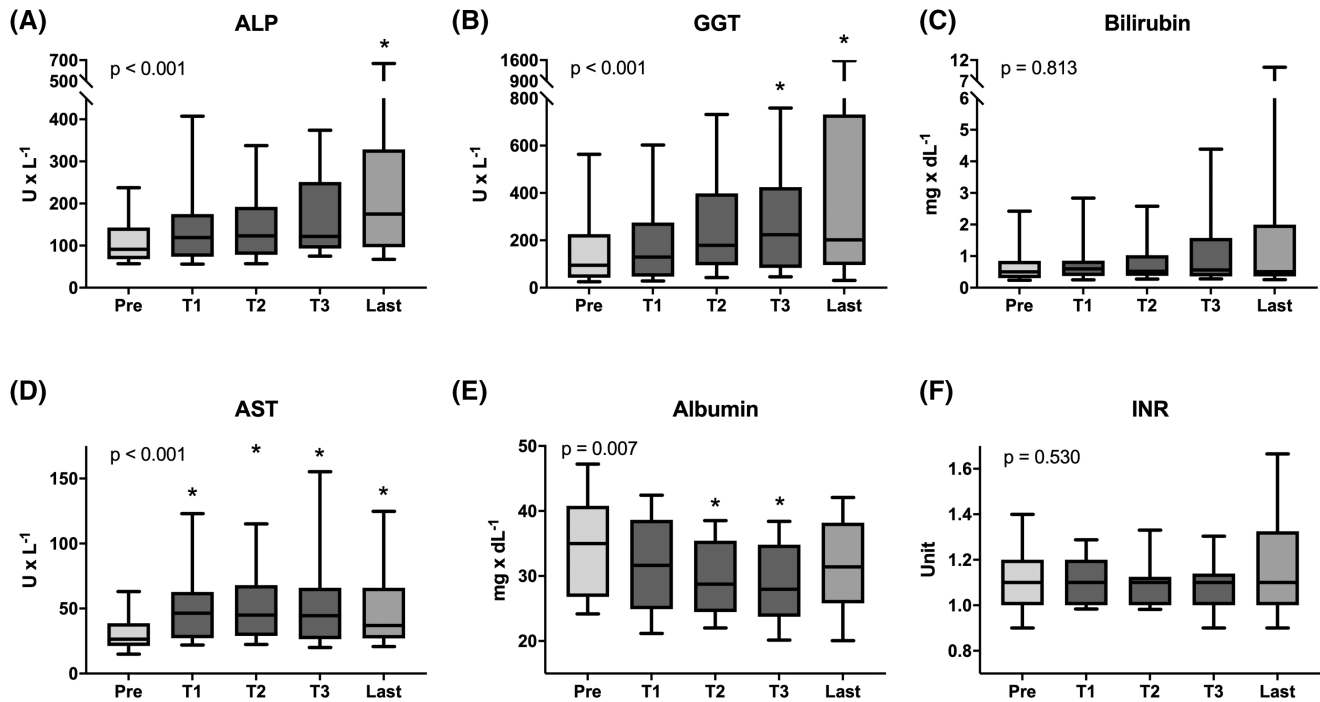 (A)
ALP
700
500
400
300
200
100
0
U x L⁻¹
p < 0.001
*
Pre T1 T2 T3 Last
(B)
GGT
1600
900
800
600
400
200
0
U x L⁻¹
p < 0.001
*
*
Pre T1 T2 T3 Last
(C)
Bilirubin
12
7
6
5
4
3
2
1
0
mg x dL⁻¹
p = 0.813
Pre T1 T2 T3 Last
(D)
AST
150
100
50
0
U x L⁻¹
p < 0.001
* * * *
Pre T1 T2 T3 Last
(E)
Albumin
50
40
30
20
mg x dL⁻¹
p = 0.007
* *
Pre T1 T2 T3 Last
(F)
INR
1.6
1.4
1.2
1.0
0.8
Unit
p = 0.530
Pre T1 T2 T3 Last